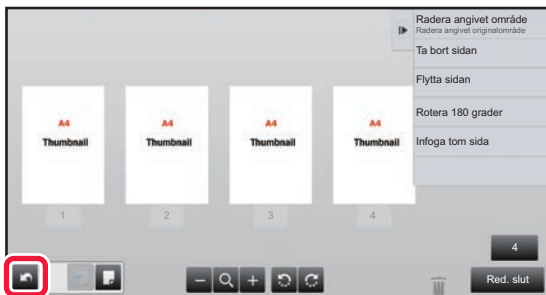 Radera angivet område
Radera angivet originalområde
Ta bort sidan
Flytta sidan
Rotera 180 grader
Infoga tom sida
A4 A4 A4 A4
Thumbnail Thumbnail Thumbnail Thumbnail
1 2 3 4
4
Red. slut